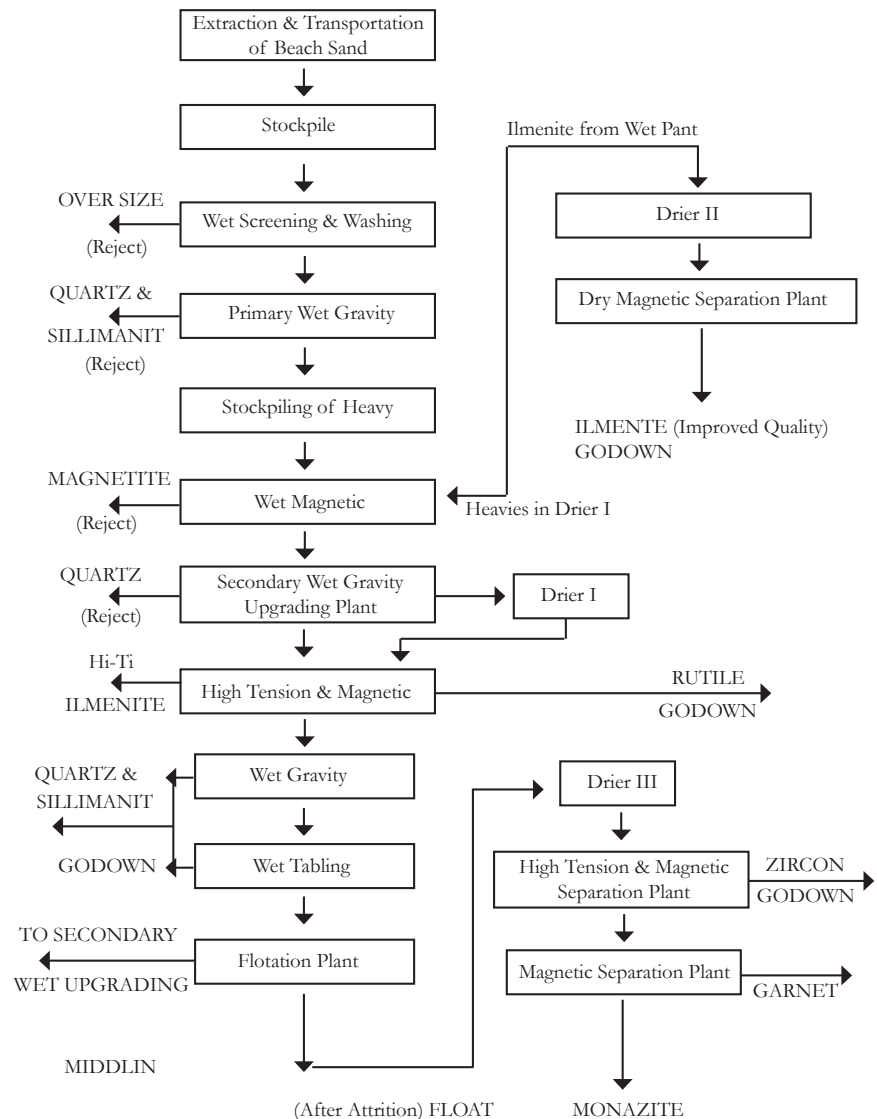 Extraction & Transportation
of Beach Sand
Stockpile
Ilmenite from Wet Pant
OVER SIZE
(Reject)
Wet Screening & Washing
Drier II
QUARTZ &
SILLIMANIT
(Reject)
Primary Wet Gravity
Dry Magnetic Separation Plant
Stockpiling of Heavy
ILMENTE (Improved Quality)
GODOWN
MAGNETITE
(Reject)
Wet Magnetic
Heavies in Drier I
QUARTZ
(Reject)
Secondary Wet Gravity
Upgrading Plant
Drier I
Hi-Ti
ILMENITE
High Tension & Magnetic
RUTILE
GODOWN
QUARTZ &
SILLIMANIT
Wet Gravity
Drier III
GODOWN
Wet Tabling
High Tension & Magnetic
Separation Plant
ZIRCON
GODOWN
TO SECONDARY
WET UPGRADING
Flotation Plant
Magnetic Separation Plant
GARNET
MIDDLIN
(After Attrition) FLOAT
MONAZITE